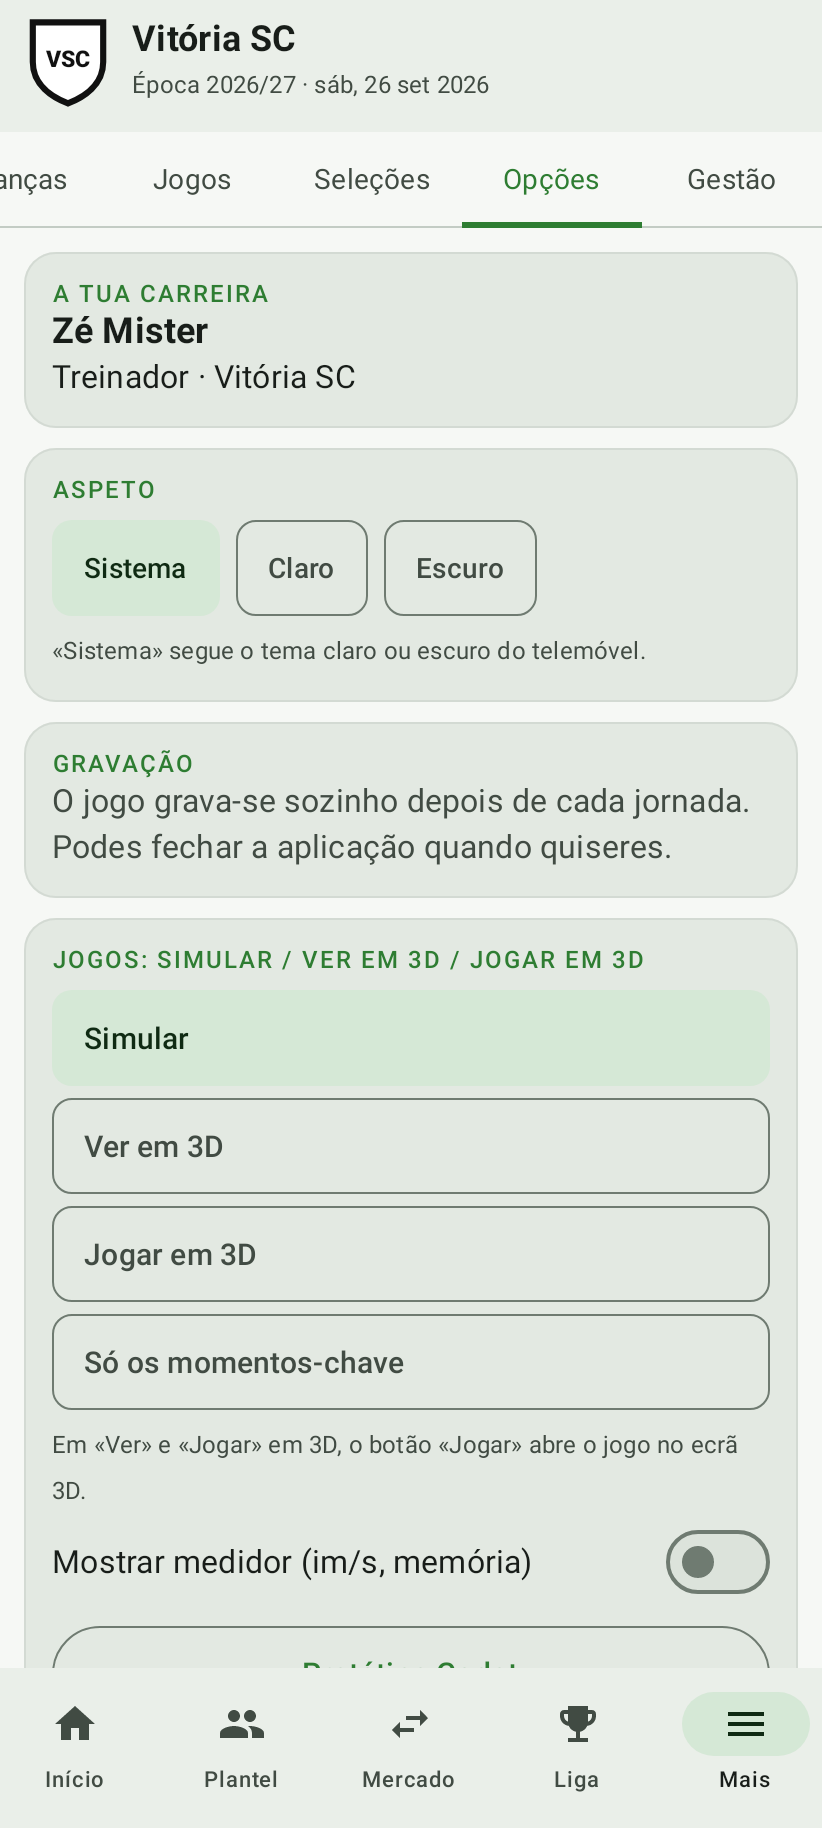 VSC
Vitória SC
Época 2026/27 · sáb, 26 set 2026
anças
Jogos
Seleções
Opções
Gestão
A TUA CARREIRA
Zé Mister
Treinador · Vitória SC
ASPETO
Sistema
Claro
Escuro
«Sistema» segue o tema claro ou escuro do telemóvel.
GRAVAÇÃO
O jogo grava-se sozinho depois de cada jornada.
Podes fechar a aplicação quando quiseres.
JOGOS: SIMULAR / VER EM 3D / JOGAR EM 3D
Simular
Ver em 3D
Jogar em 3D
Só os momentos-chave
Em «Ver» e «Jogar» em 3D, o botão «Jogar» abre o jogo no ecrã
3D.
Mostrar medidor (im/s, memória)
Início
Plantel
Mercado
Liga
Mais